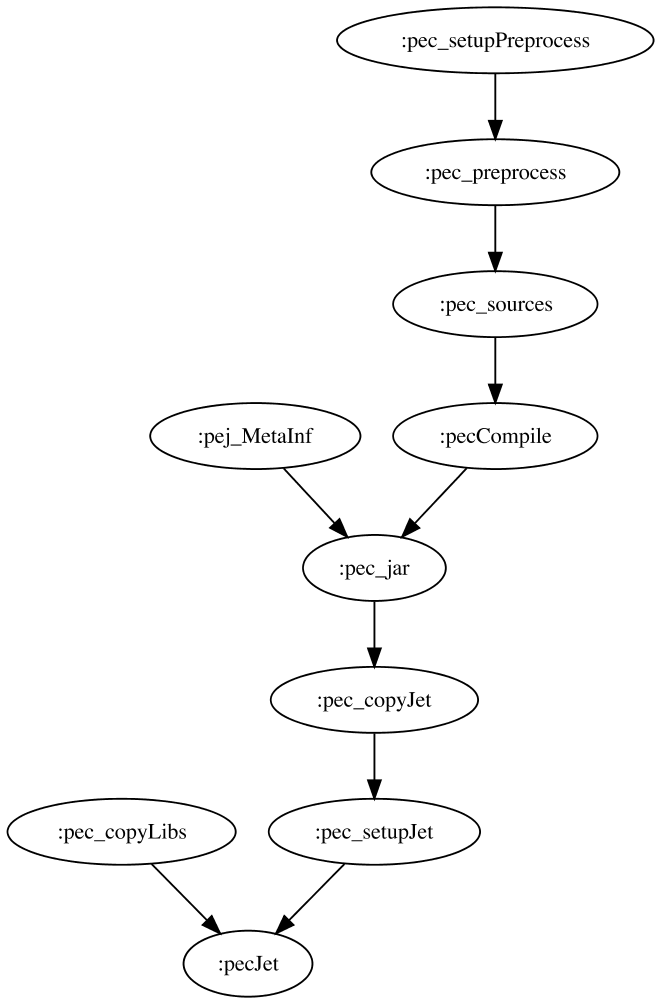 :pec_setupPreprocess
:pec_preprocess
:pec_sources
:pej_MetaInf
:pecCompile
:pec_jar
:pec_copyJet
:pec_copyLibs
:pec_setupJet
:pecJet